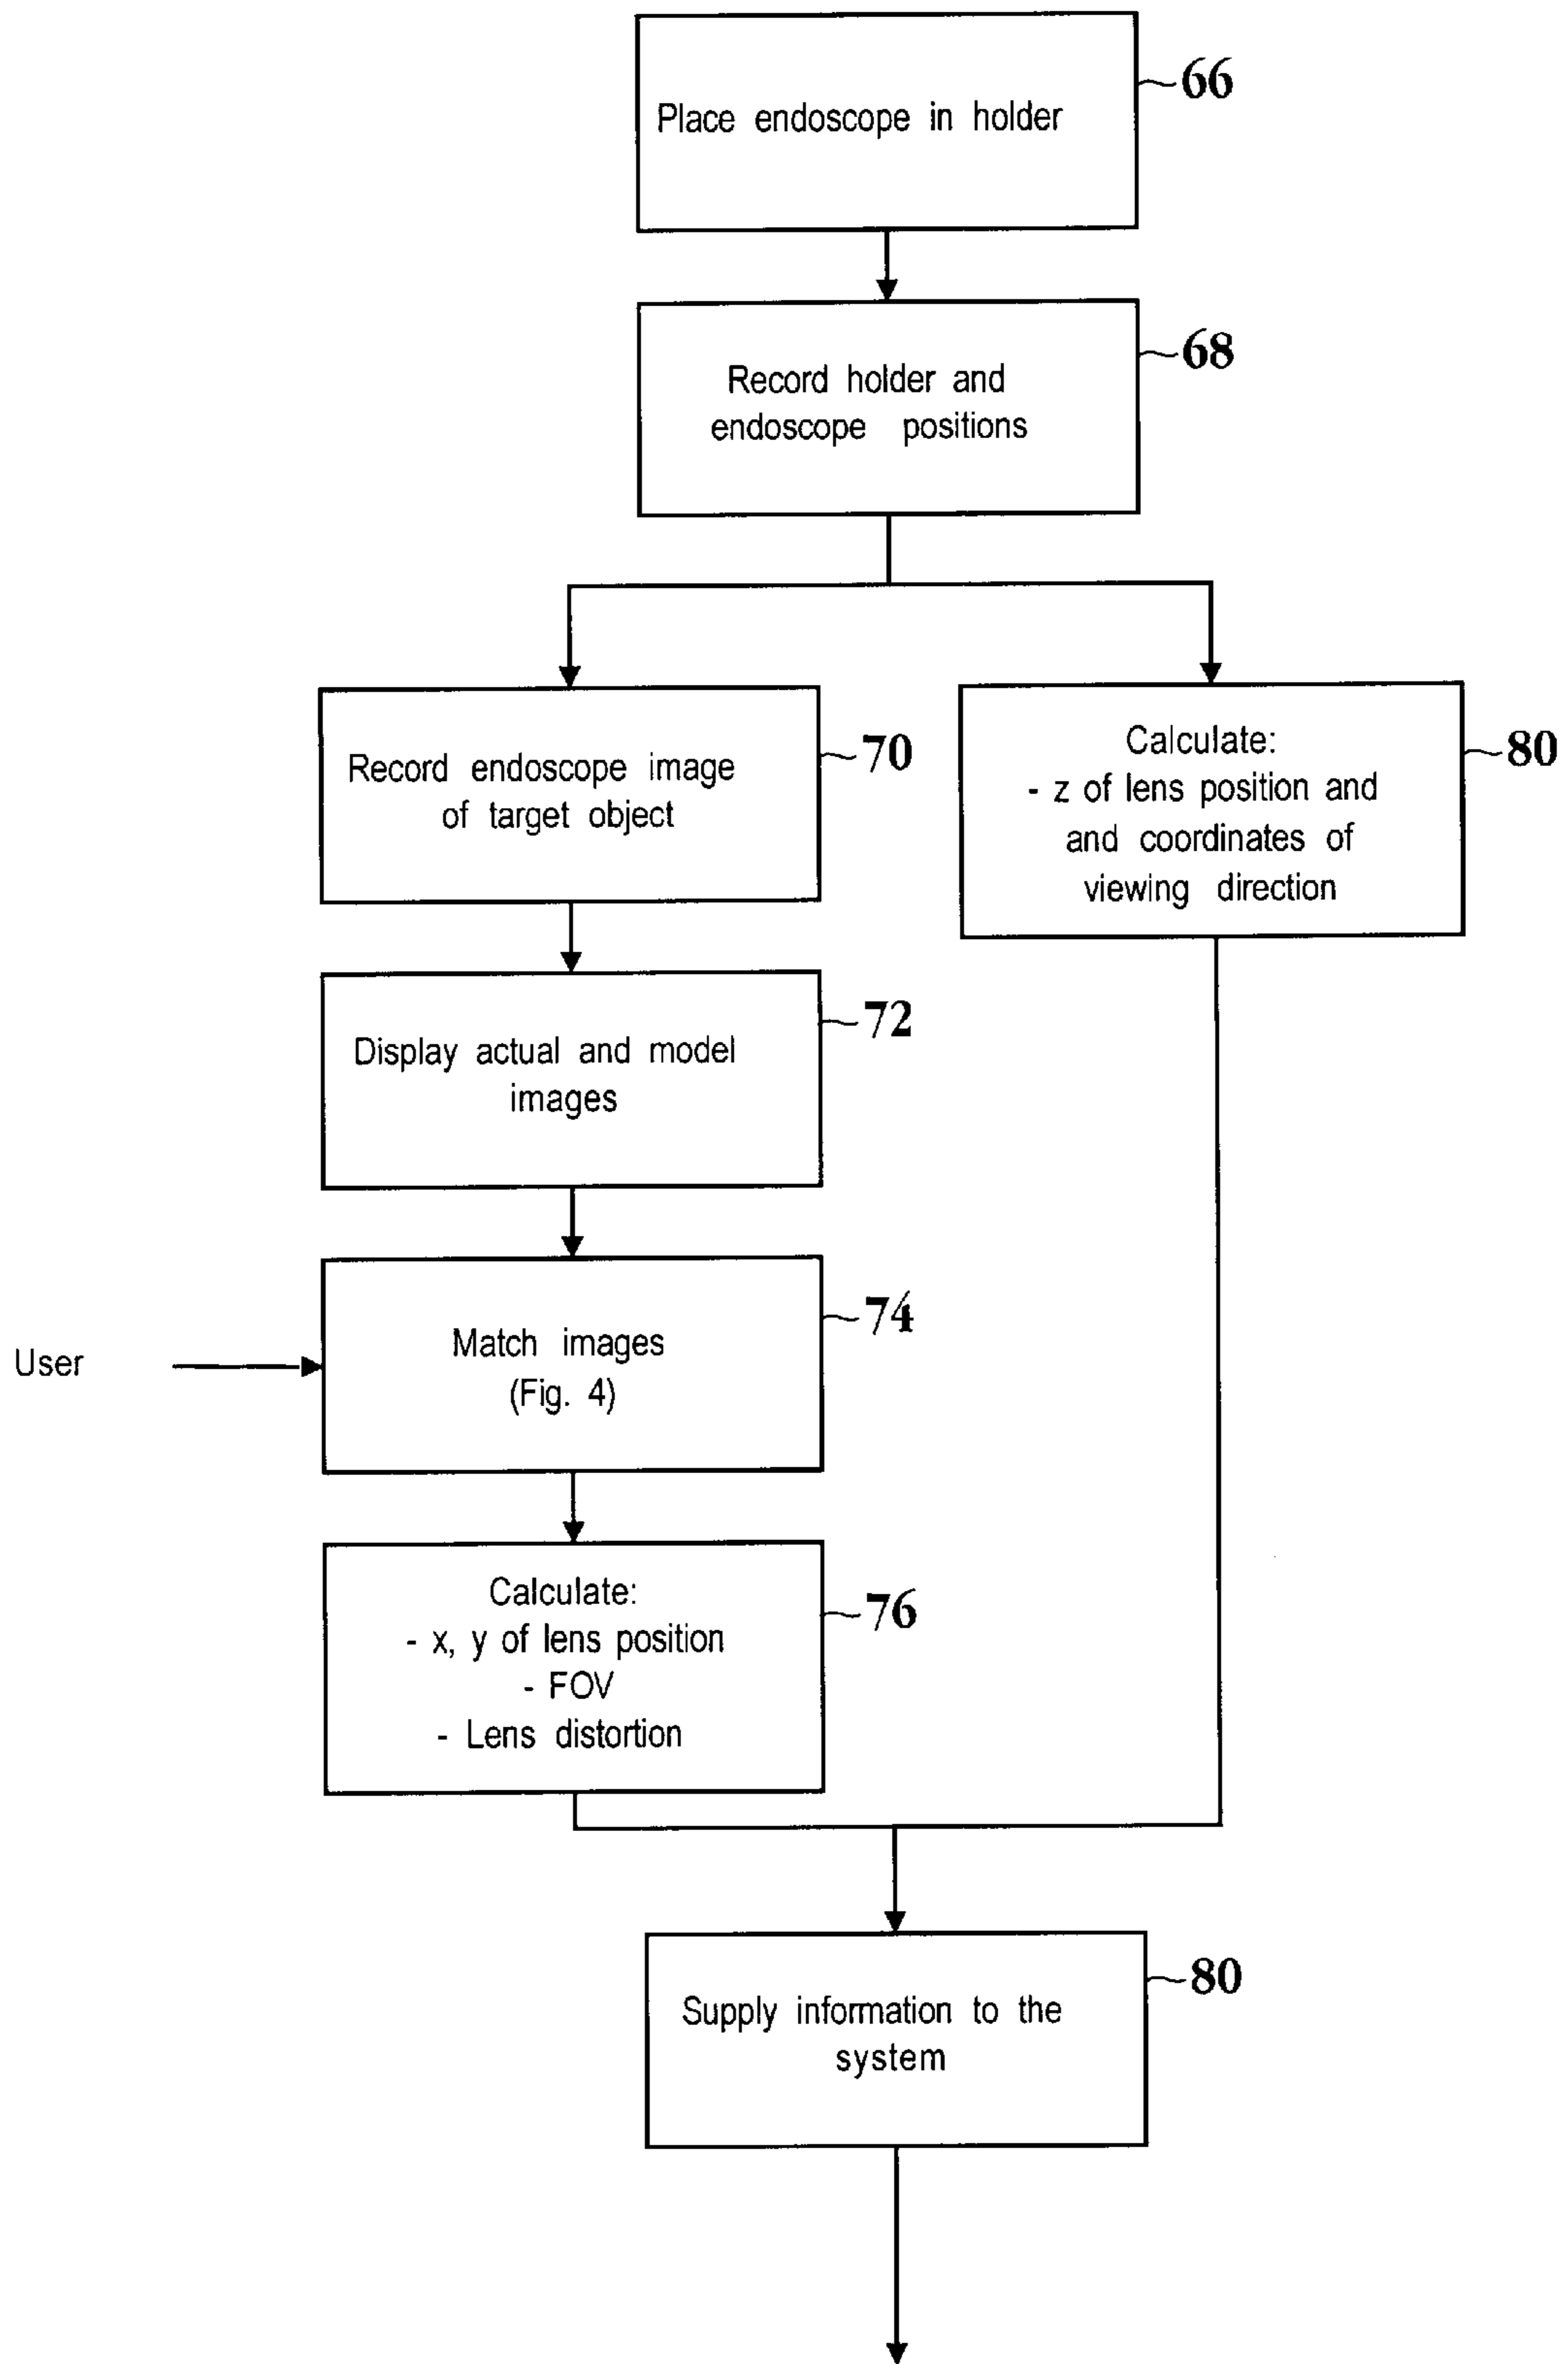 Place endoscope in holder
66
Record holder and
endoscope positions
68
Record endoscope image
of target object
70
Calculate:
- z of lens position and
and coordinates of
viewing direction
80
Display actual and model
images
72
User
Match images
(Fig. 4)
74
Calculate:
- x, y of lens position
- FOV
- Lens distortion
76
Supply information to the
system
80